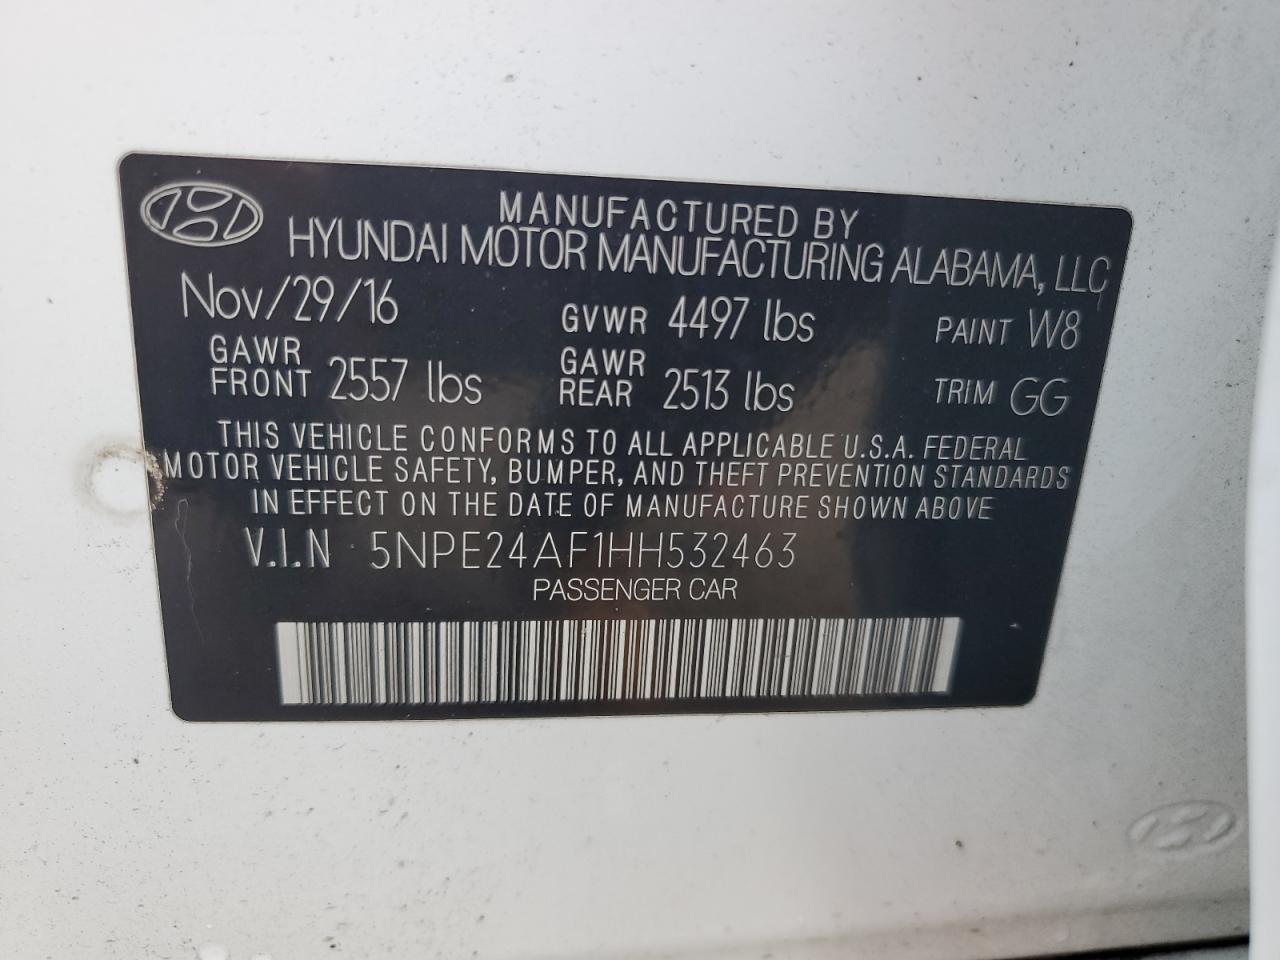 MANUFACTURED BY
HYUNDAI MOTOR MANUFACTURING ALABAMA, LLC
Nov/29/16 GVWR 4497 lbs PAINT W8
GAWR FRONT 2557 lbs GAWR REAR 2513 lbs TRIM GG
THIS VEHICLE CONFORMS TO ALL APPLICABLE U.S.A. FEDERAL
MOTOR VEHICLE SAFETY, BUMPER, AND THEFT PREVENTION STANDARDS
IN EFFECT ON THE DATE OF MANUFACTURE SHOWN ABOVE
V.I.N 5NPE24AF1HH532463
PASSENGER CAR